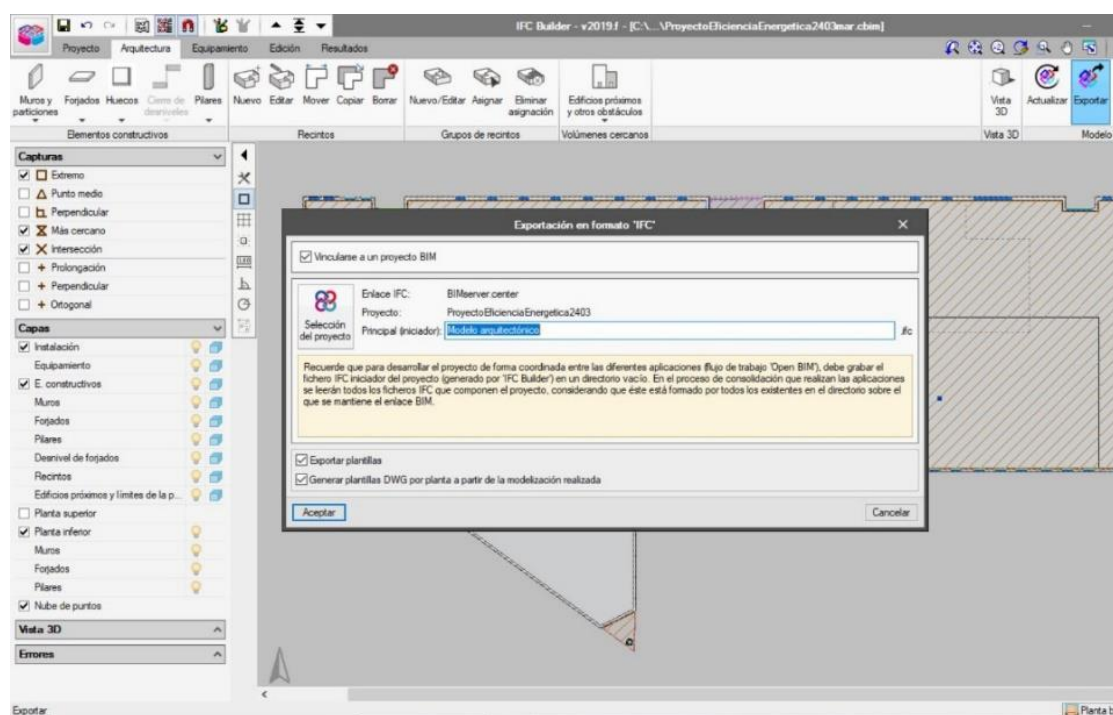 IFC Builder - v2019.f - [C:\...\ProyectoEficienciaEnergetica2403mar.cbim]
Proyecto Arquitectura Equipamiento Edición Resultados
Muros y particiones Forjados Huecos Cierre de desniveles Pilares Nuevo Editar Mover Copiar Borrar Nuevo/Editar Asignar Eliminar asignación Edificios próximos y otros obstáculos Vista 3D Actualizar Exportar
Elementos constructivos Recintos Grupos de recintos Volúmenes cercanos Vista 3D Modelo
Capturas
Extremo
Punto medio
Perpendicular
Más cercano
Intersección
Prolongación
Perpendicular
Ortogonal
Capas
Instalación
Equipamiento
E. constructivos
Muros
Forjados
Pilares
Desnivel de forjados
Recintos
Edificios próximos y límites de la p...
Planta superior
Planta inferior
Muros
Forjados
Pilares
Nube de puntos
Vista 3D
Errores
Exportación en formato 'IFC'
Vincularse a un proyecto BIM
Selección del proyecto
Enlace IFC: BIMserver.center
Proyecto: ProyectoEficienciaEnergetica2403
Principal (iniciador): Modelo arquitectónico .ifc
Recuerde que para desarrollar el proyecto de forma coordinada entre las diferentes aplicaciones (flujo de trabajo 'Open BIM'), debe grabar el
fichero IFC iniciador del proyecto (generado por 'IFC Builder') en un directorio vacío. En el proceso de consolidación que realizan las aplicaciones
se leerán todos los ficheros IFC que componen el proyecto, considerando que éste está formado por todos los existentes en el directorio sobre el
que se mantiene el enlace BIM.
Exportar plantillas
Generar plantillas DWG por planta a partir de la modelización realizada
Aceptar Cancelar
Exportar Planta b